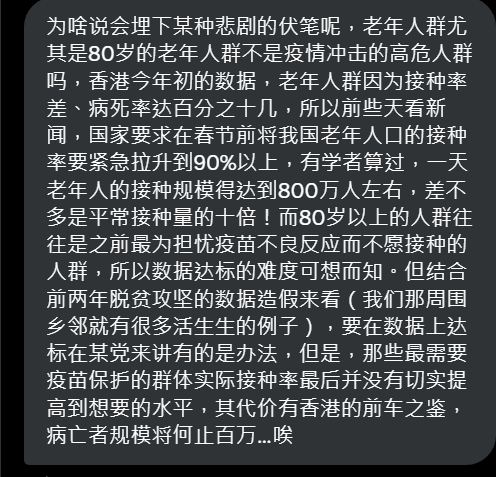 为啥说会埋下某种悲剧的伏笔呢，老年人群尤
其是80岁的老年人群不是疫情冲击的高危人群
吗，香港今年初的数据，老年人群因为接种率
差、病死率达百分之十几，所以前些天看新
闻，国家要求在春节前将我国老年人口的接种
率要紧急拉升到90%以上，有学者算过，一天
老年人的接种规模得达到800万人左右，差不
多是平常接种量的十倍！而80岁以上的人群往
往是之前最为担忧疫苗不良反应而不愿接种的
人群，所以数据达标的难度可想而知。但结合
前两年脱贫攻坚的数据造假来看（我们那周围
乡邻就有很多活生生的例子），要在数据上达
标在某党来讲有的是办法，但是，那些最需要
疫苗保护的群体实际接种率最后并没有切实提
高到想要的水平，其代价有香港的前车之鉴，
病亡者规模将何止百万...唉